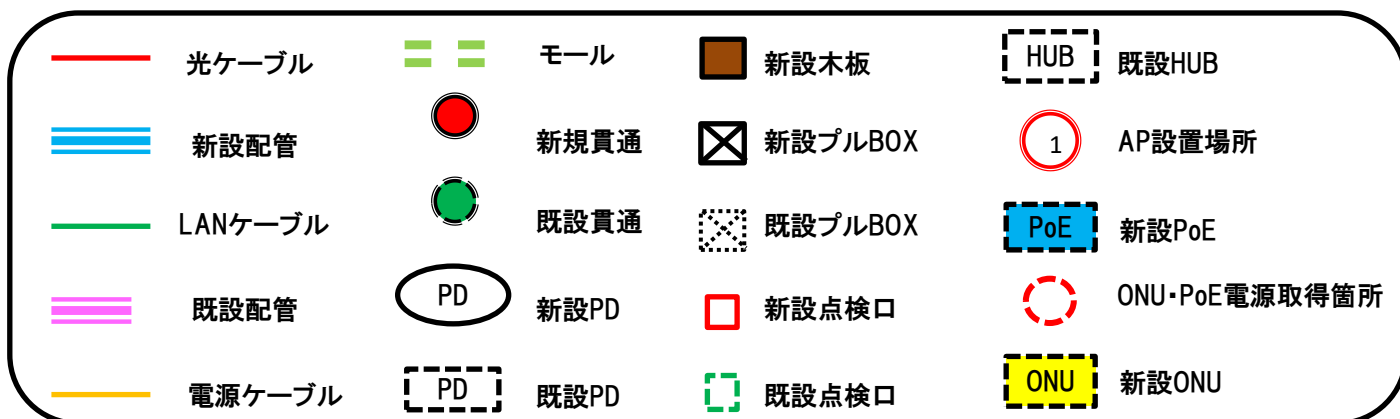 光ケーブル
モール
新設木板
HUB
既設HUB
新設配管
新規貫通
新設プルBOX
1
AP設置場所
LANケーブル
既設貫通
既設プルBOX
PoE
新設PoE
既設配管
PD
新設PD
新設点検口
ONU・PoE電源取得箇所
電源ケーブル
PD
既設PD
既設点検口
ONU
新設ONU